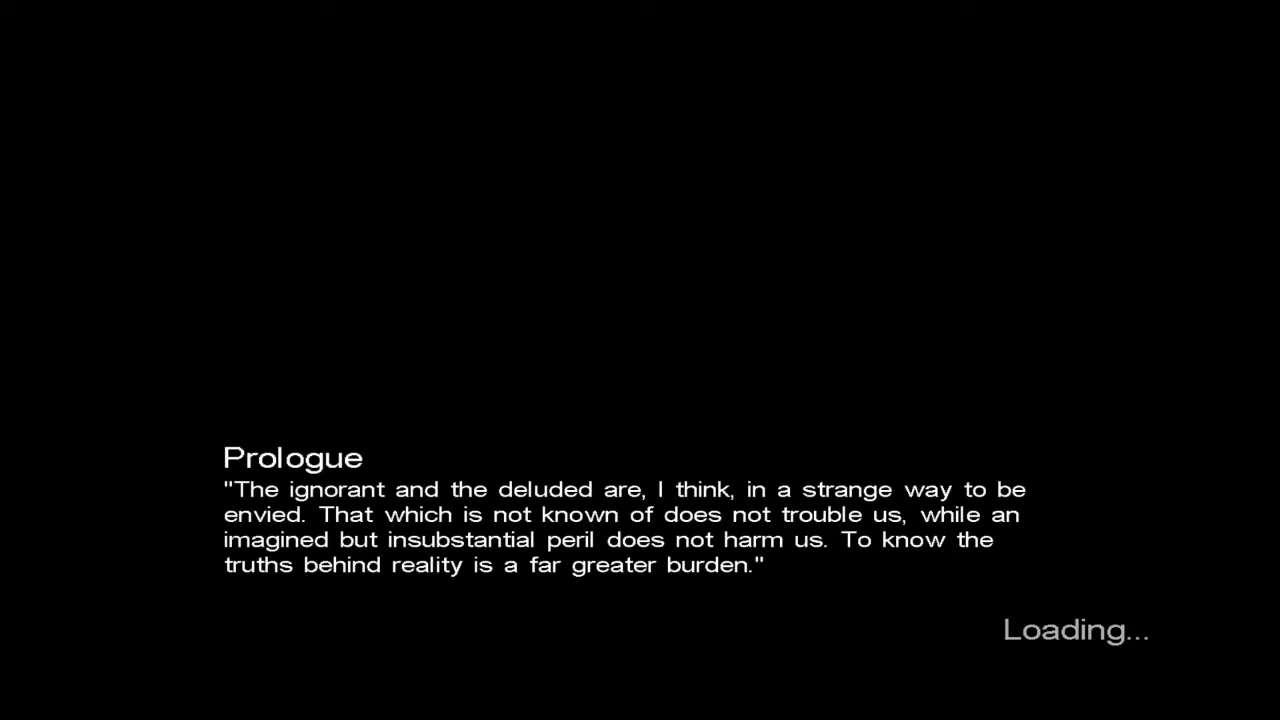 Prologue
"The ignorant and the deluded are, I think, in a strange way to be
envied. That which is not known of does not trouble us, while an
imagined but insubstantial peril does not harm us. To know the
truths behind reality is a far greater burden."
Loading...